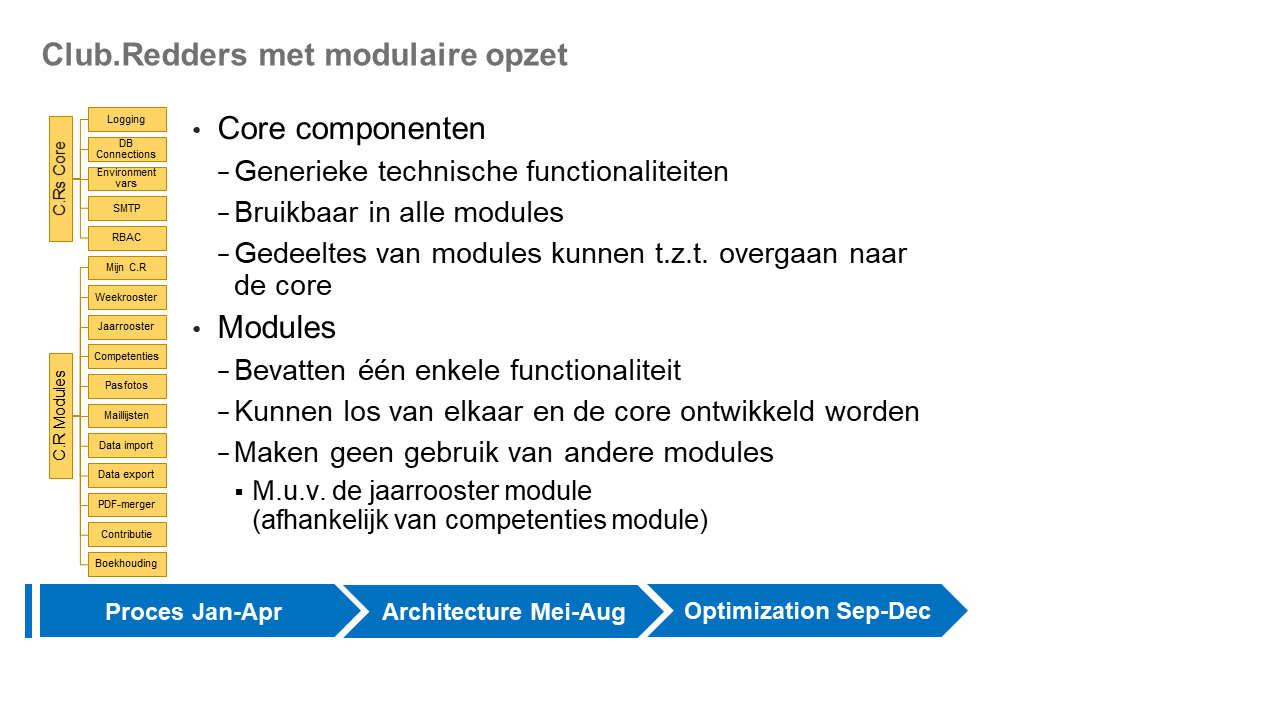 Club.Redders met modulaire opzet
C.Rs Core
Logging
DB
Connections
Environment
vars
SMTP
RBAC
C.R Modules
Mijn C.R
Weekrooster
Jaarrooster
Competenties
Pasfotos
Maillijsten
Data import
Data export
PDF-merger
Contributie
Boekhouding
• Core componenten
– Generieke technische functionaliteiten
– Bruikbaar in alle modules
– Gedeeltes van modules kunnen t.z.t. overgaan naar
de core
• Modules
– Bevatten één enkele functionaliteit
– Kunnen los van elkaar en de core ontwikkeld worden
– Maken geen gebruik van andere modules
▪ M.u.v. de jaarrooster module
(afhankelijk van competenties module)
Proces Jan-Apr
Architecture Mei-Aug
Optimization Sep-Dec